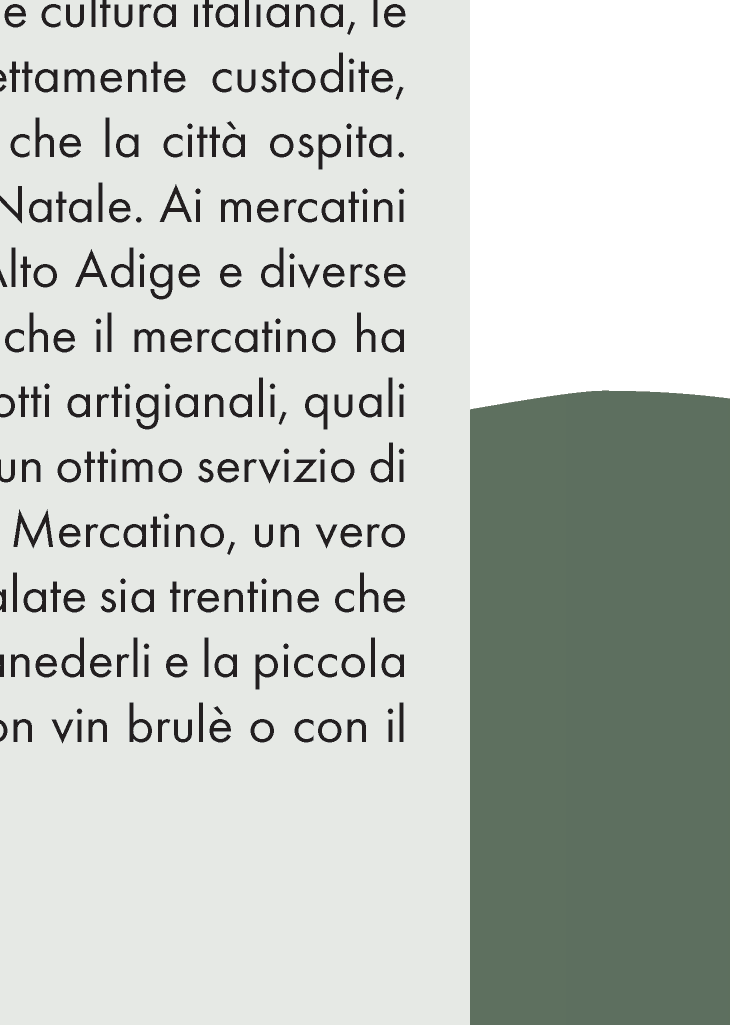 e cultura italiana, le
ettamente custodite,
che la città ospita.
Natale. Ai mercatini
Alto Adige e diverse
che il mercatino ha
otti artigianali, quali
un ottimo servizio di
Mercatino, un vero
alate sia trentine che
anederli e la piccola
on vin brulè o con il